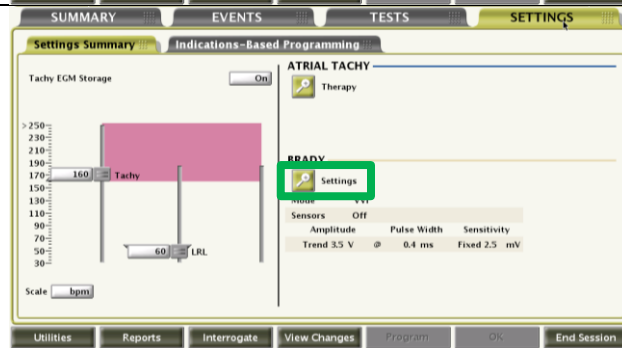 SUMMARY EVENTS TESTS SETTINGS
Settings Summary Indications-Based Programming
Tachy EGM Storage On
ATRIAL TACHY
Therapy
>250
230
210
190
170
150
130
110
90
70
50
30
160 Tachy
60 LRL
Scale bpm
BRADY
Settings
Mode VVI
Sensors Off
Amplitude Pulse Width Sensitivity
Trend 3.5 V @ 0.4 ms Fixed 2.5 mV
Utilities Reports Interrogate View Changes Program OK End Session